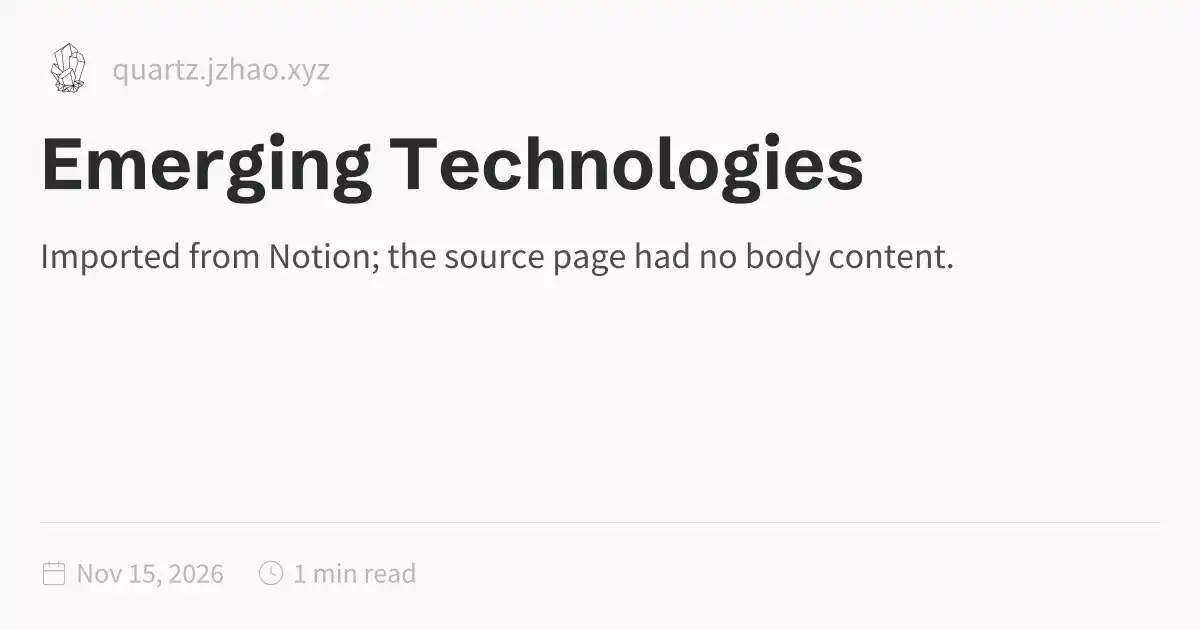 quartz.jzhao.xyz
Emerging Technologies
Imported from Notion; the source page had no body content.
Nov 15, 2026 1 min read